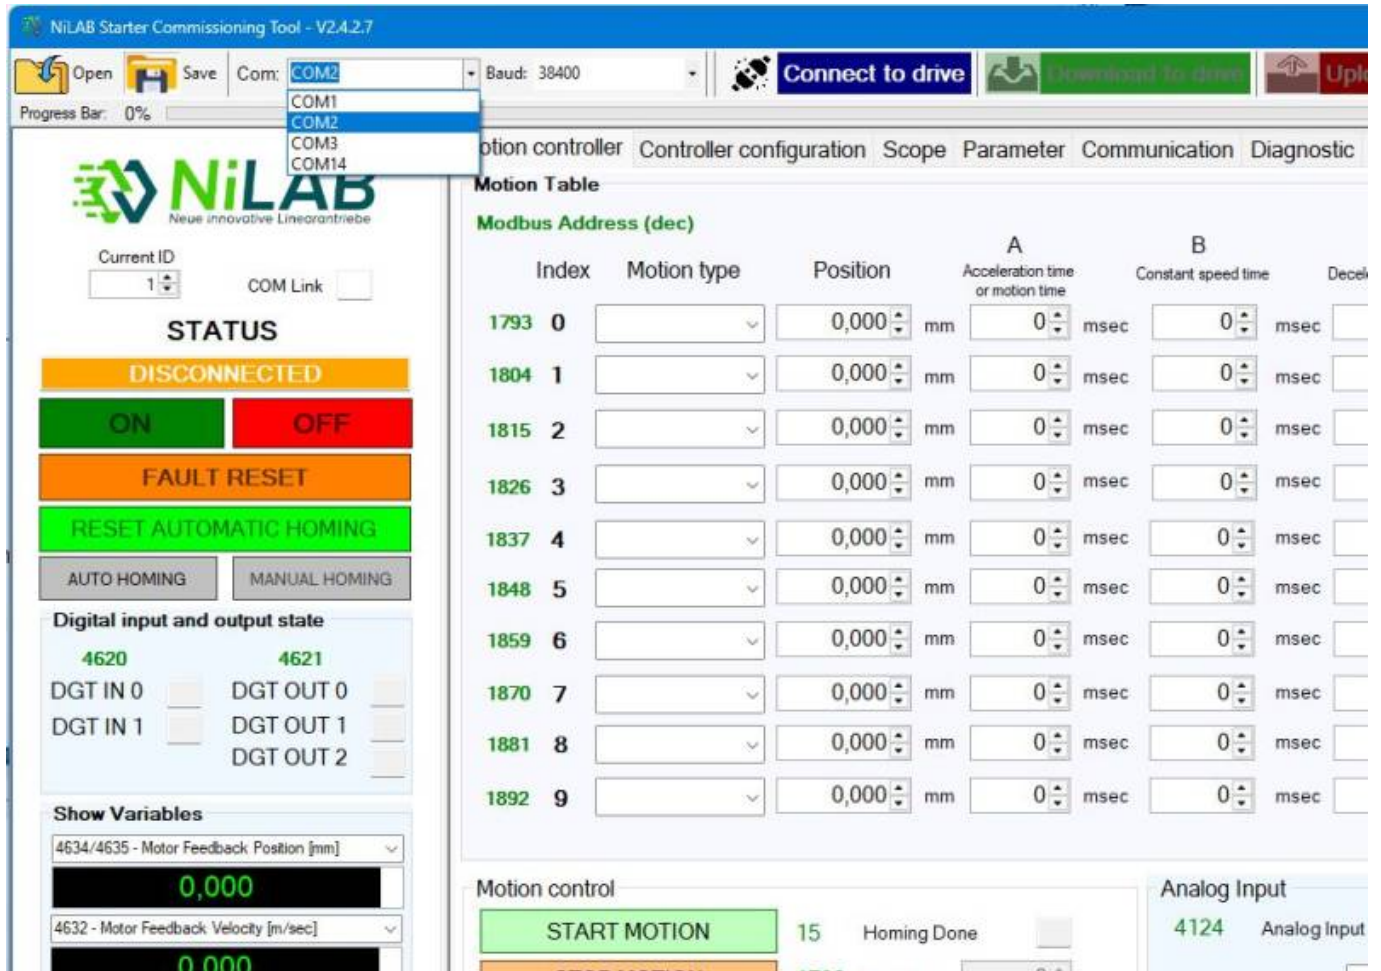 NiLAB Starter Commissioning Tool - V2.4.2.7
Open Save Com: COM2 Baud: 38400 Connect to drive Download to drive Uplo
Progress Bar: 0%
COM1
COM2
COM3
COM14
otion controller Controller configuration Scope Parameter Communication Diagnostic
NiLAB
Neue innovative Linearantriebe
Current ID
1 COM Link
STATUS
DISCONNECTED
ON OFF
FAULT RESET
RESET AUTOMATIC HOMING
AUTO HOMING MANUAL HOMING
Digital input and output state
4620 4621
DGT IN 0 DGT OUT 0
DGT IN 1 DGT OUT 1
DGT OUT 2
Show Variables
4634/4635 - Motor Feedback Position [mm]
0,000
4632 - Motor Feedback Velocity [m/sec]
0,000
Motion Table
Modbus Address (dec)
A B
Index Motion type Position Acceleration time Constant speed time Decel
or motion time
1793 0 0,000 mm 0 msec 0 msec
1804 1 0,000 mm 0 msec 0 msec
1815 2 0,000 mm 0 msec 0 msec
1826 3 0,000 mm 0 msec 0 msec
1837 4 0,000 mm 0 msec 0 msec
1848 5 0,000 mm 0 msec 0 msec
1859 6 0,000 mm 0 msec 0 msec
1870 7 0,000 mm 0 msec 0 msec
1881 8 0,000 mm 0 msec 0 msec
1892 9 0,000 mm 0 msec 0 msec
Motion control
START MOTION 15 Homing Done
Analog Input
4124 Analog Input